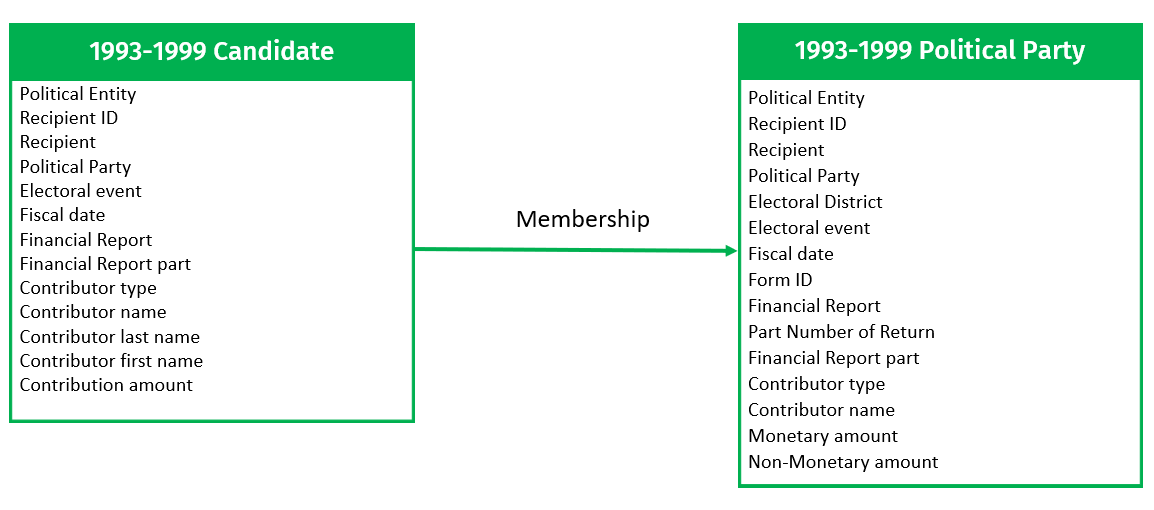 1993-1999 Candidate
Political Entity
Recipient ID
Recipient
Political Party
Electoral event
Fiscal date
Financial Report
Financial Report part
Contributor type
Contributor name
Contributor last name
Contributor first name
Contribution amount
Membership
1993-1999 Political Party
Political Entity
Recipient ID
Recipient
Political Party
Electoral District
Electoral event
Fiscal date
Form ID
Financial Report
Part Number of Return
Financial Report part
Contributor type
Contributor name
Monetary amount
Non-Monetary amount